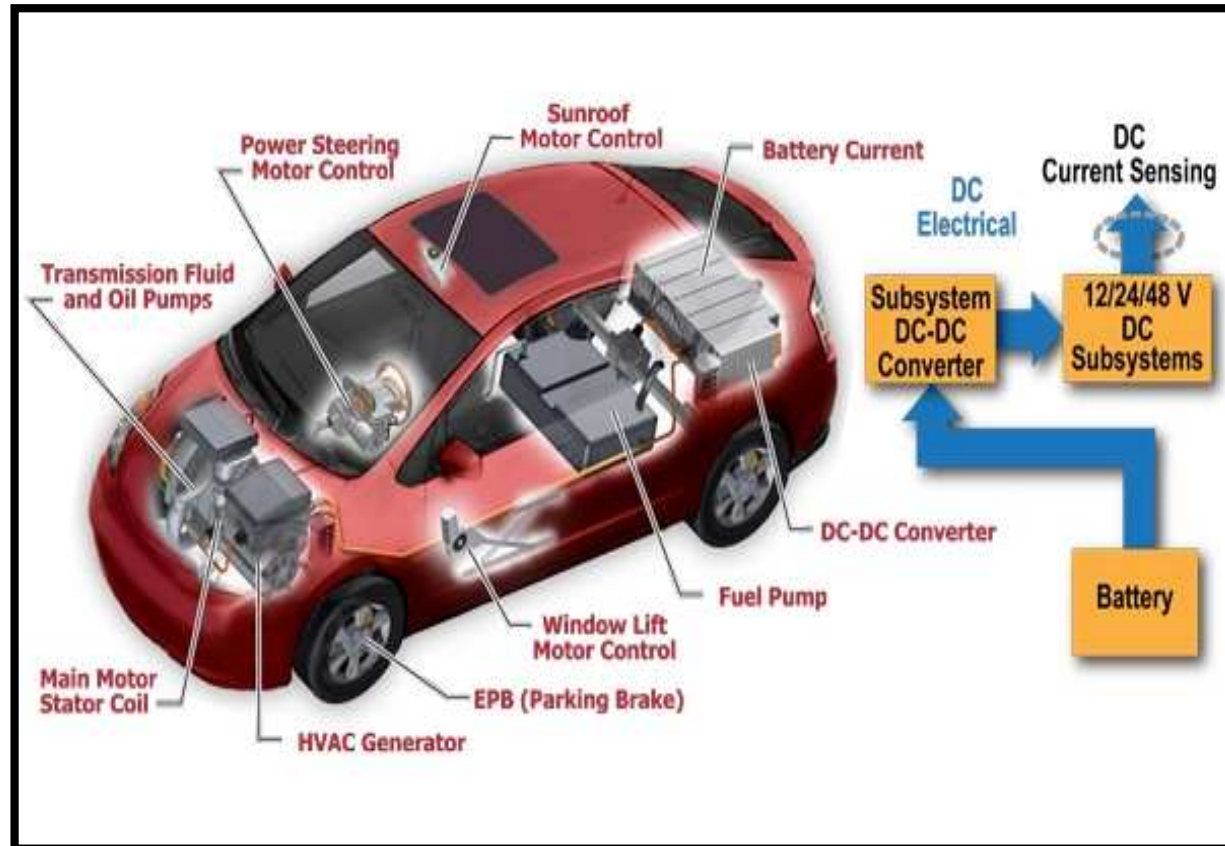 Sunroof
Motor Control
Power Steering
Motor Control
Battery Current
DC
Current Sensing
DC
Electrical
Transmission Fluid
and Oil Pumps
Subsystem
DC-DC
Converter
12/24/48 V
DC
Subsystems
DC-DC Converter
Fuel Pump
Battery
Window Lift
Motor Control
Main Motor
Stator Coil
EPB (Parking Brake)
HVAC Generator